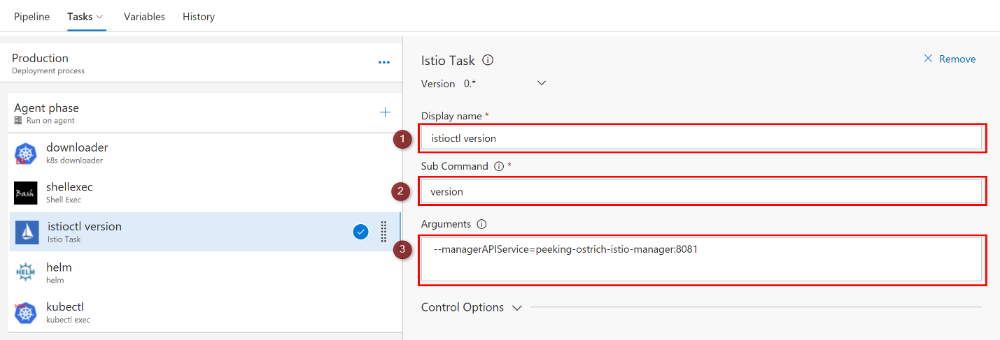 Pipeline Tasks Variables History
Production
Deployment process
Agent phase
Run on agent
downloader
k8s downloader
Bash
shellexec
Shell Exec
istioctl version
Istio Task
HELM
helm
helm
kubectl
kubectl exec
Istio Task
Remove
Version 0.*
Display name *
1
istioctl version
Sub Command *
2
version
Arguments
3
--managerAPIService=peeking-ostrich-istio-manager:8081
Control Options